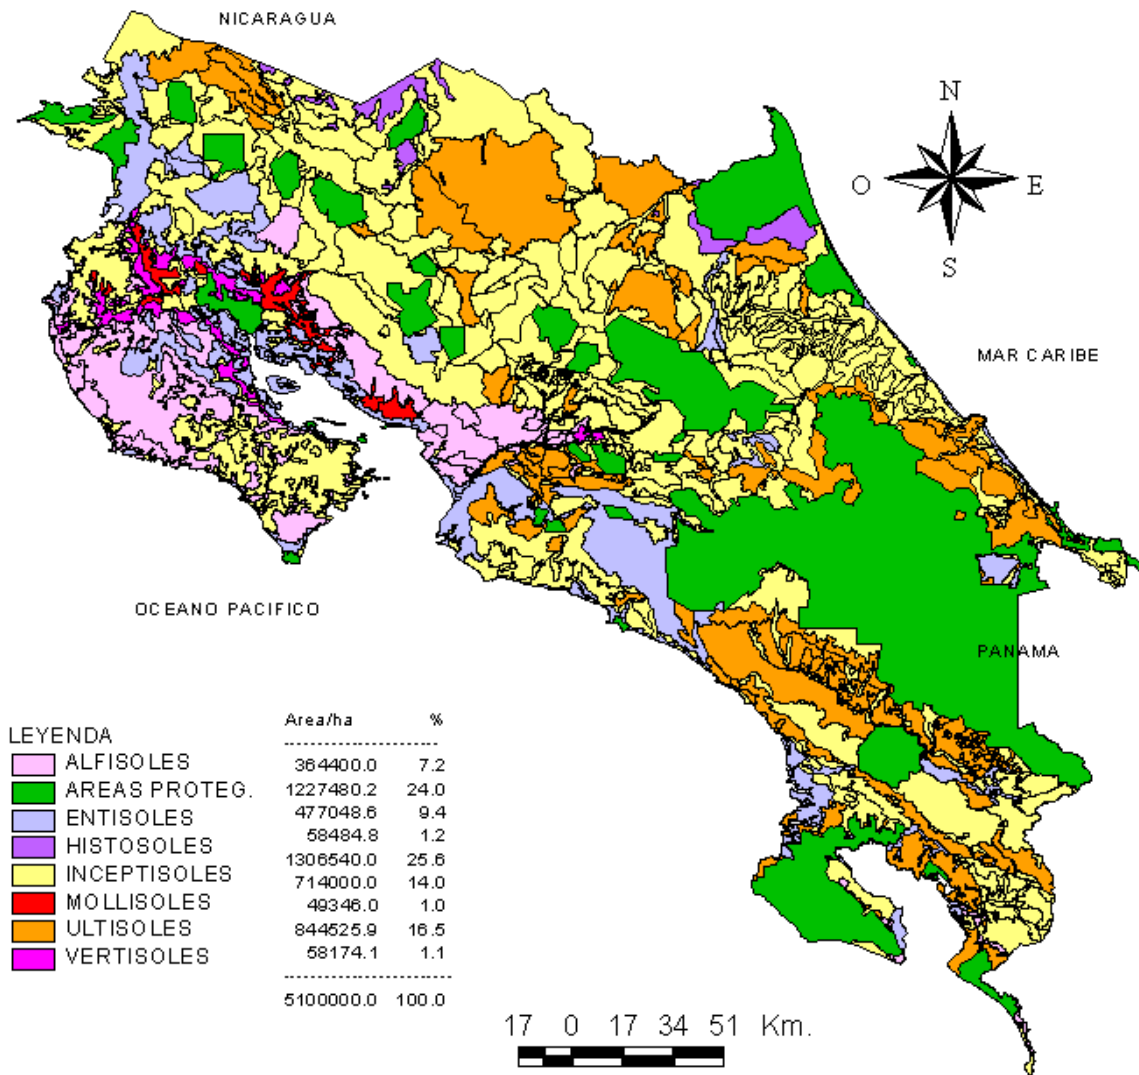 NICARAGUA
N
O
E
S
MAR CARIBE
OCEANO PACIFICO
PANAMA
LEYENDA
Area/ha %
ALFISOLES 364400.0 7.2
AREAS PROTEG. 1227480.2 24.0
ENTISOLES 477048.6 9.4
HISTOSOLES 58484.8 1.2
INCEPTISOLES 1306540.0 25.6
714000.0 14.0
MOLLISOLES 49346.0 1.0
ULTISOLES 844525.9 16.5
VERTISOLES 58174.1 1.1
5100000.0 100.0
17 0 17 34 51 Km.